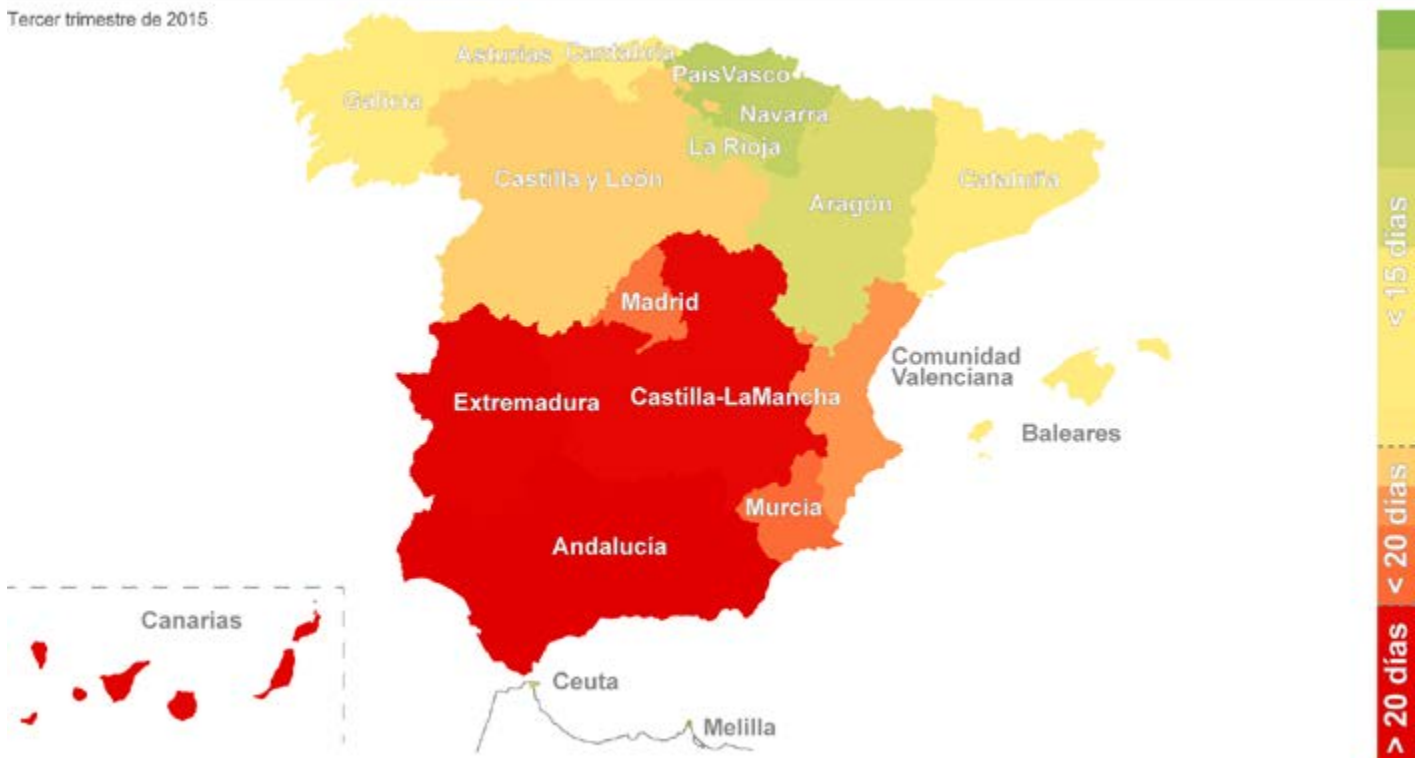 Tercer trimestre de 2015
Asturias
Cantabria
PaisVasco
Galicia
Navarra
La Rioja
Castilla y León
Cataluña
Aragón
< 15 días
Madrid
Comunidad
Valenciana
Extremadura
Castilla-LaMancha
Baleares
< 20 días
Murcia
Andalucía
Canarias
> 20 días
Ceuta
Melilla